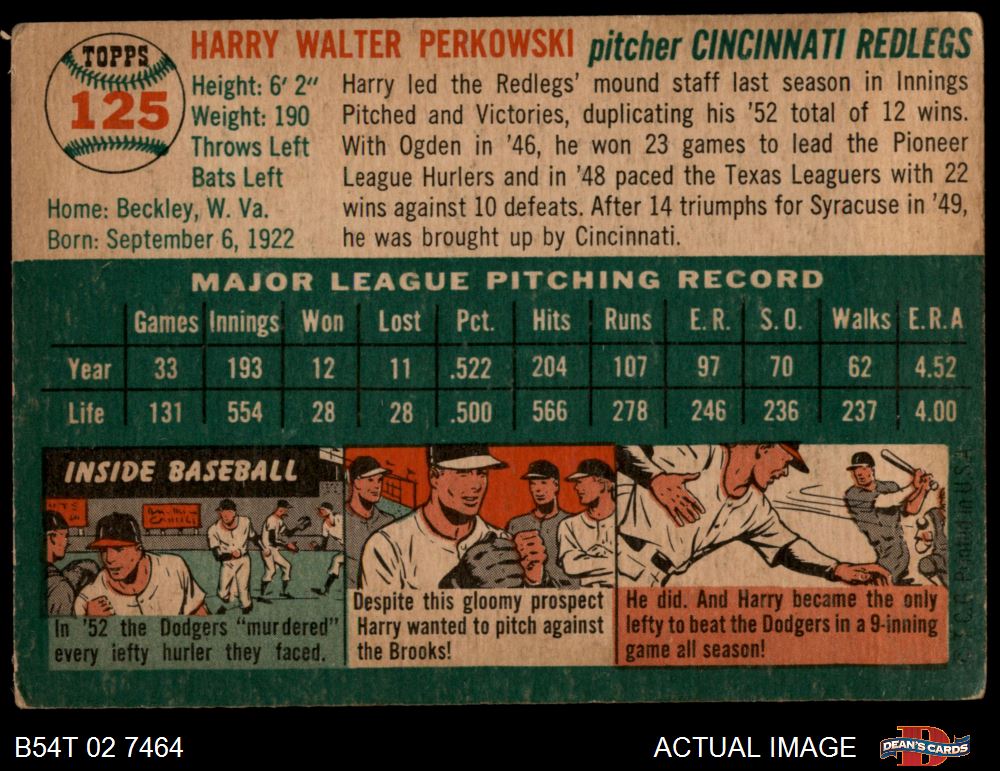 TOPPS
125
HARRY WALTER PERKOWSKI pitcher CINCINNATI REDLEGS
Height: 6' 2"
Weight: 190
Throws Left
Bats Left
Home: Beckley, W. Va.
Born: September 6, 1922
Harry led the Redlegs' mound staff last season in Innings
Pitched and Victories, duplicating his '52 total of 12 wins.
With Ogden in '46, he won 23 games to lead the Pioneer
League Hurlers and in '48 paced the Texas Leaguers with 22
wins against 10 defeats. After 14 triumphs for Syracuse in '49,
he was brought up by Cincinnati.
MAJOR LEAGUE PITCHING RECORD
Games Innings Won Lost Pct. Hits Runs E. R. S. O. Walks E.R.A
Year 33 193 12 11 .522 204 107 97 70 62 4.52
Life 131 554 28 28 .500 566 278 246 236 237 4.00
INSIDE BASEBALL
In '52 the Dodgers "murdered"
every lefty hurler they faced.
Despite this gloomy prospect
Harry wanted to pitch against
the Brooks!
He did. And Harry became the only
lefty to beat the Dodgers in a 9-inning
game all season!
T. C. G. Printed in U.S.A.
B54T 02 7464
ACTUAL IMAGE
DEAN'S CARDS